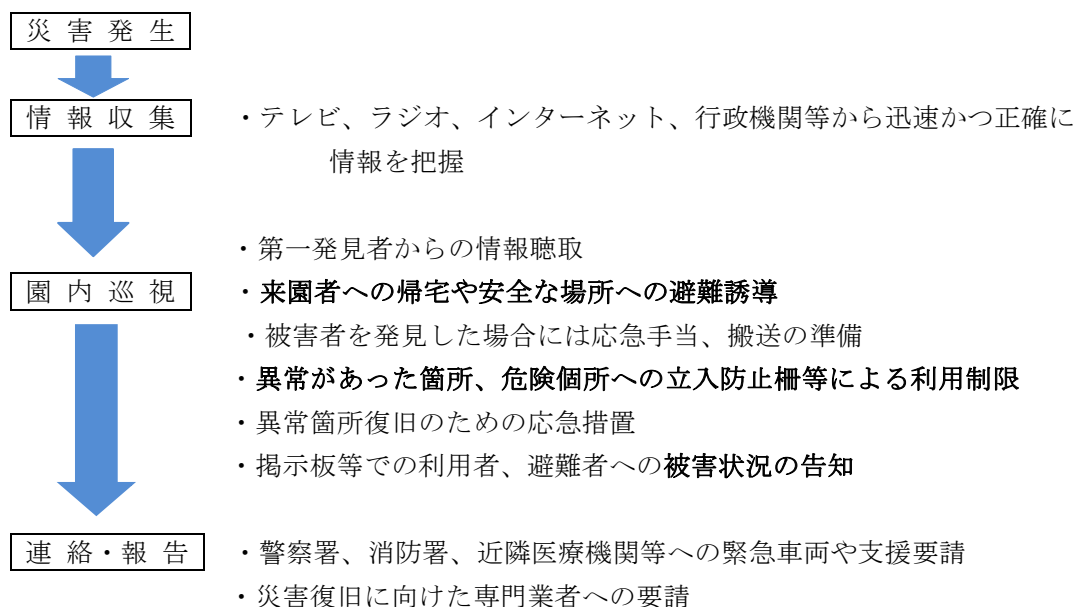 災 害 発 生
情 報 収 集
・テレビ、ラジオ、インターネット、行政機関等から迅速かつ正確に
情報を把握
・第一発見者からの情報聴取
園 内 巡 視
・来園者への帰宅や安全な場所への避難誘導
・被害者を発見した場合には応急手当、搬送の準備
・異常があった箇所、危険個所への立入防止柵等による利用制限
・異常箇所復旧のための応急措置
・掲示板等での利用者、避難者への被害状況の告知
連 絡・報 告
・警察署、消防署、近隣医療機関等への緊急車両や支援要請
・災害復旧に向けた専門業者への要請